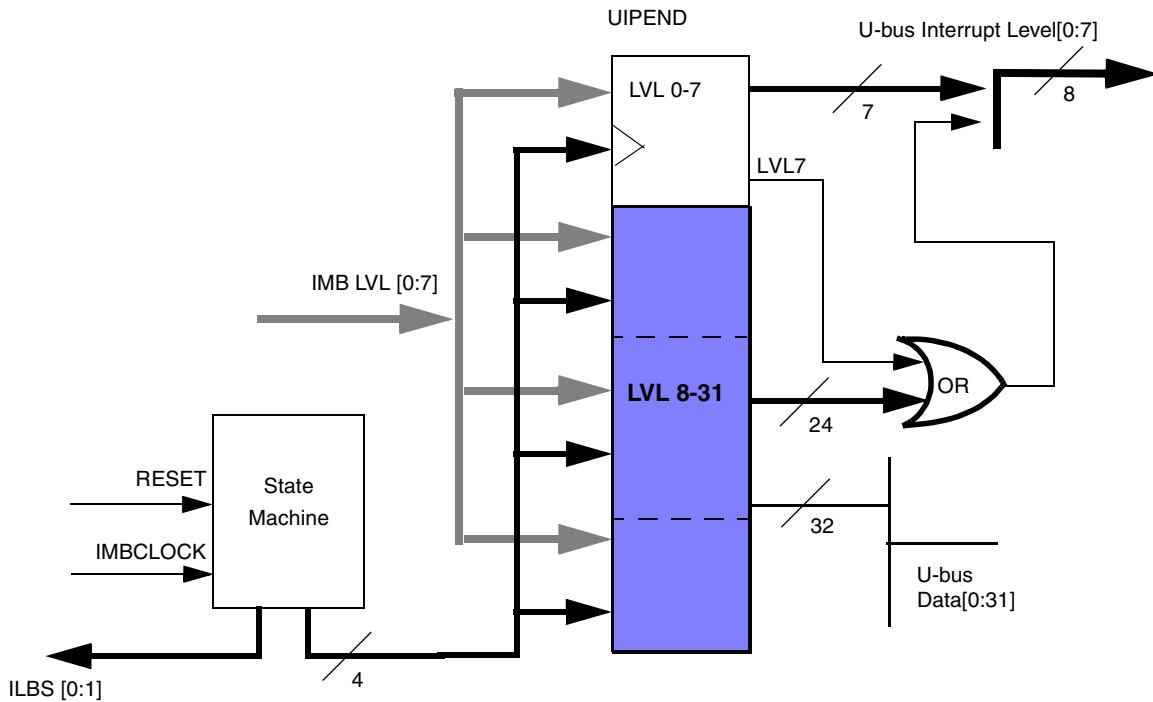 UIPEND
U-bus Interrupt Level[0:7]
LVL 0-7
7
8
LVL7
IMB LVL [0:7]
LVL 8-31
OR
24
RESET
State
Machine
32
IMBCLOCK
U-bus
Data[0:31]
4
ILBS [0:1]